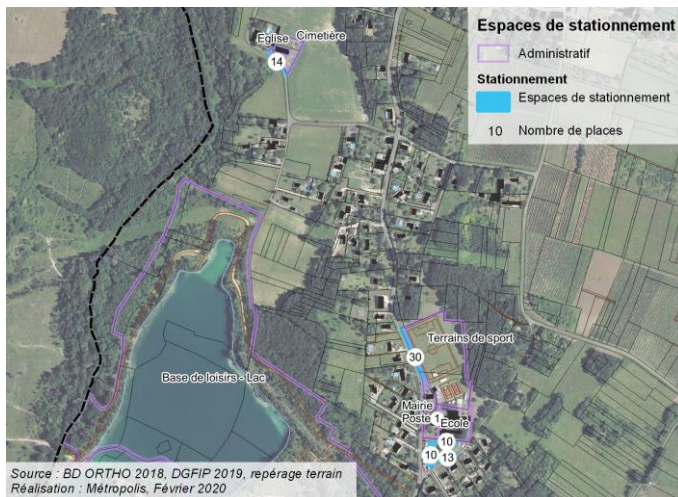 Espaces de stationnement
Administratif
Stationnement
Espaces de stationnement
10 Nombre de places
Eglise
Cimetière
14
Terrains de sport
30
Base de loisirs - Lac
Mairie
Poste
1
Ecole
10
10
13
Source : BD ORTHO 2018, DGFIP 2019, repérage terrain
Réalisation : Métropolis, Février 2020